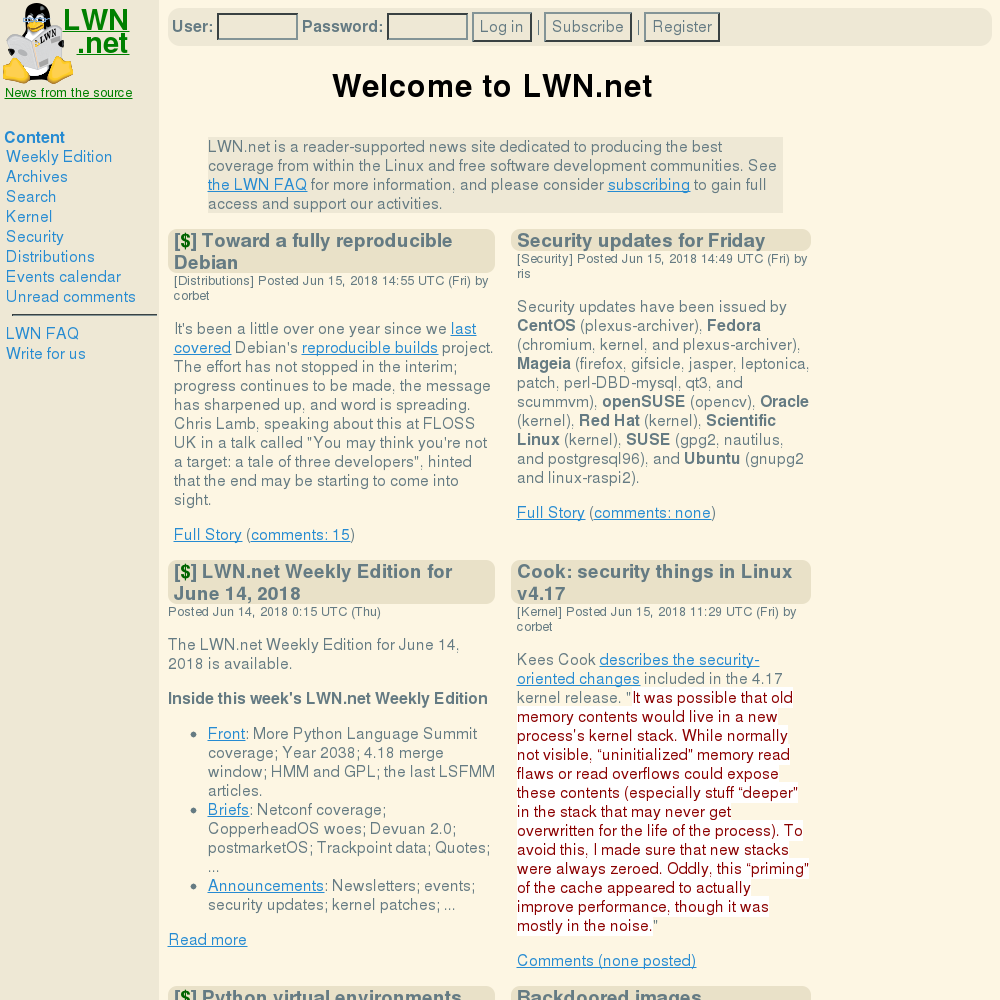 LWN
.net
News from the source
Content
Weekly Edition
Archives
Search
Kernel
Security
Distributions
Events calendar
Unread comments
LWN FAQ
Write for us
User: Password: Log in | Subscribe | Register
Welcome to LWN.net
LWN.net is a reader-supported news site dedicated to producing the best
coverage from within the Linux and free software development communities. See
the LWN FAQ for more information, and please consider subscribing to gain full
access and support our activities.
[$] Toward a fully reproducible
Debian
[Distributions] Posted Jun 15, 2018 14:55 UTC (Fri) by
corbet
It's been a little over one year since we last
covered Debian's reproducible builds project.
The effort has not stopped in the interim;
progress continues to be made, the message
has sharpened up, and word is spreading.
Chris Lamb, speaking about this at FLOSS
UK in a talk called "You may think you're not
a target: a tale of three developers", hinted
that the end may be starting to come into
sight.
Full Story (comments: 15)
Security updates for Friday
[Security] Posted Jun 15, 2018 14:49 UTC (Fri) by
ris
Security updates have been issued by
CentOS (plexus-archiver), Fedora
(chromium, kernel, and plexus-archiver),
Mageia (firefox, gifsicle, jasper, leptonica,
patch, perl-DBD-mysql, qt3, and
scummvm), openSUSE (opencv), Oracle
(kernel), Red Hat (kernel), Scientific
Linux (kernel), SUSE (gpg2, nautilus,
and postgresql96), and Ubuntu (gnupg2
and linux-raspi2).
Full Story (comments: none)
[$] LWN.net Weekly Edition for
June 14, 2018
Posted Jun 14, 2018 0:15 UTC (Thu)
The LWN.net Weekly Edition for June 14,
2018 is available.
Inside this week's LWN.net Weekly Edition
• Front: More Python Language Summit
coverage; Year 2038; 4.18 merge
window; HMM and GPL; the last LSFMM
articles.
• Briefs: Netconf coverage;
CopperheadOS woes; Devuan 2.0;
postmarketOS; Trackpoint data; Quotes;
...
• Announcements: Newsletters; events;
security updates; kernel patches; ...
Read more
Cook: security things in Linux
v4.17
[Kernel] Posted Jun 15, 2018 11:29 UTC (Fri) by
corbet
Kees Cook describes the security-
oriented changes included in the 4.17
kernel release. "It was possible that old
memory contents would live in a new
process's kernel stack. While normally
not visible, “uninitialized” memory read
flaws or read overflows could expose
these contents (especially stuff “deeper”
in the stack that may never get
overwritten for the life of the process). To
avoid this, I made sure that new stacks
were always zeroed. Oddly, this “priming”
of the cache appeared to actually
improve performance, though it was
mostly in the noise."
Comments (none posted)
[$] Python virtual environments
Backdoored images